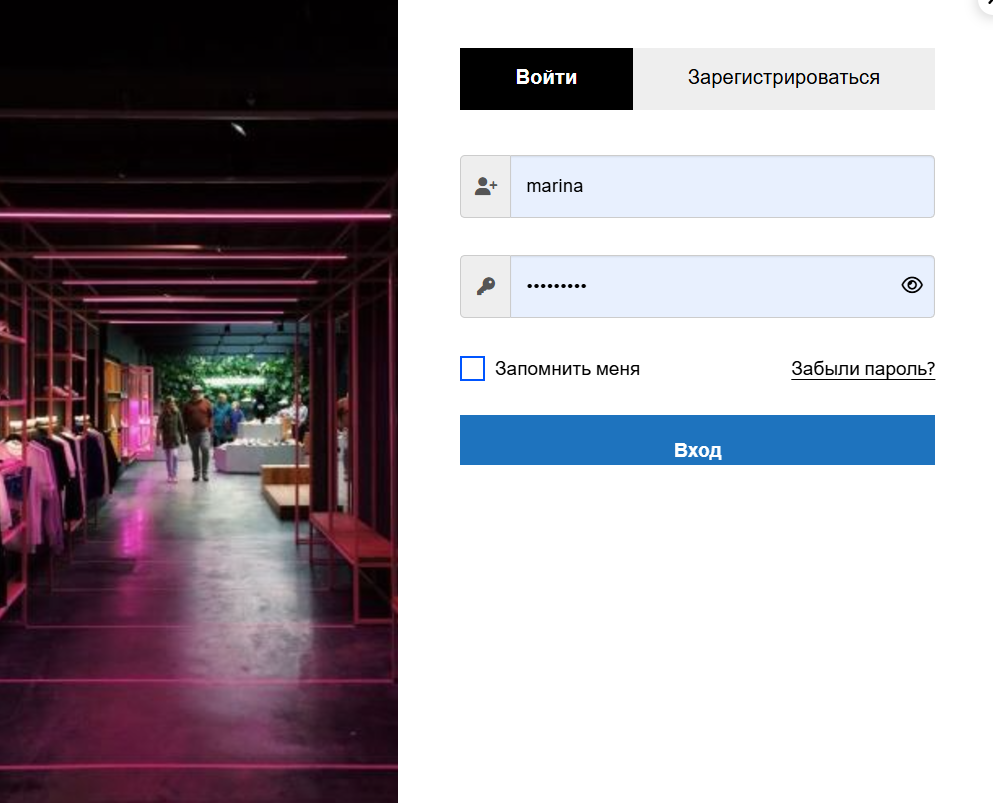 Войти
Зарегистрироваться
marina
•••••••••
Запомнить меня
Забыли пароль?
Вход